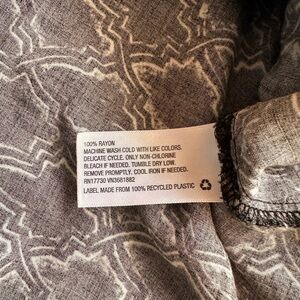 100% RAYON
MACHINE WASH COLD WITH LIKE COLORS.
DELICATE CYCLE. ONLY NON-CHLORINE
BLEACH IF NEEDED. TUMBLE DRY LOW.
REMOVE PROMPTLY. COOL IRON IF NEEDED.
RN17730 VN3681882
LABEL MADE FROM 100% RECYCLED PLASTIC